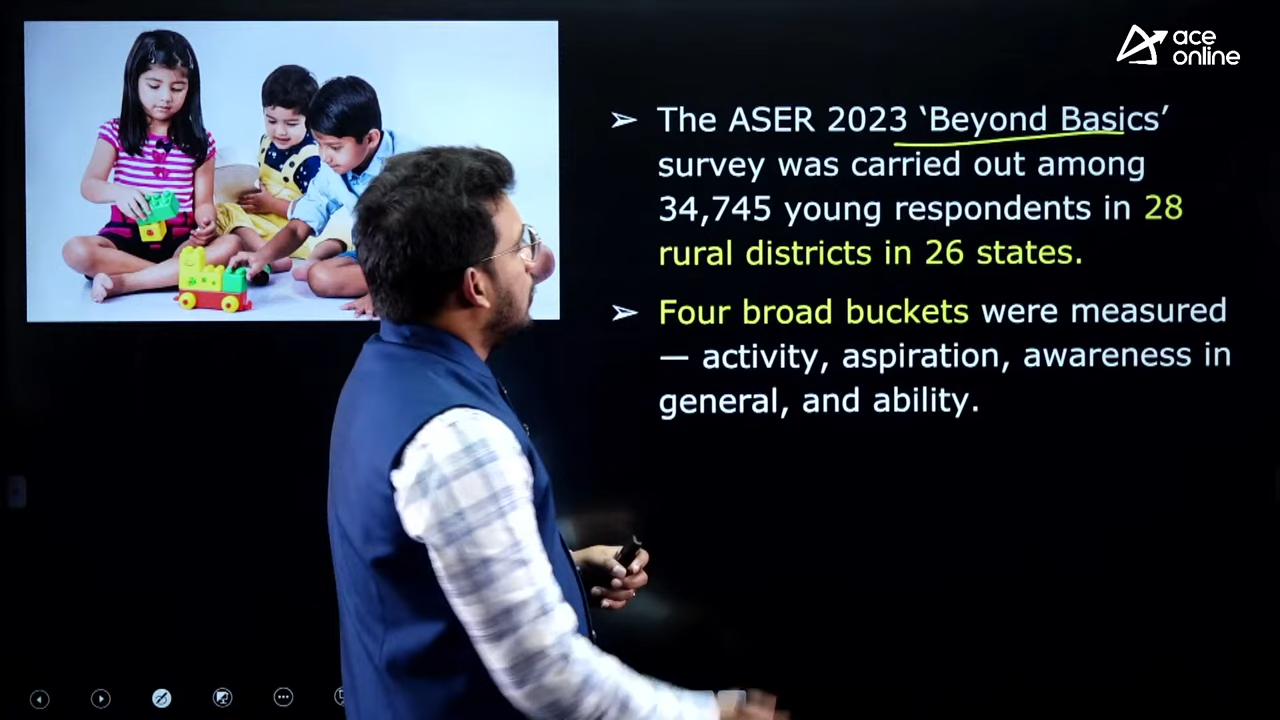 ace
online
➢ The ASER 2023 ‘Beyond Basics’
survey was carried out among
34,745 young respondents in 28
rural districts in 26 states.
➢ Four broad buckets were measured
— activity, aspiration, awareness in
general, and ability.